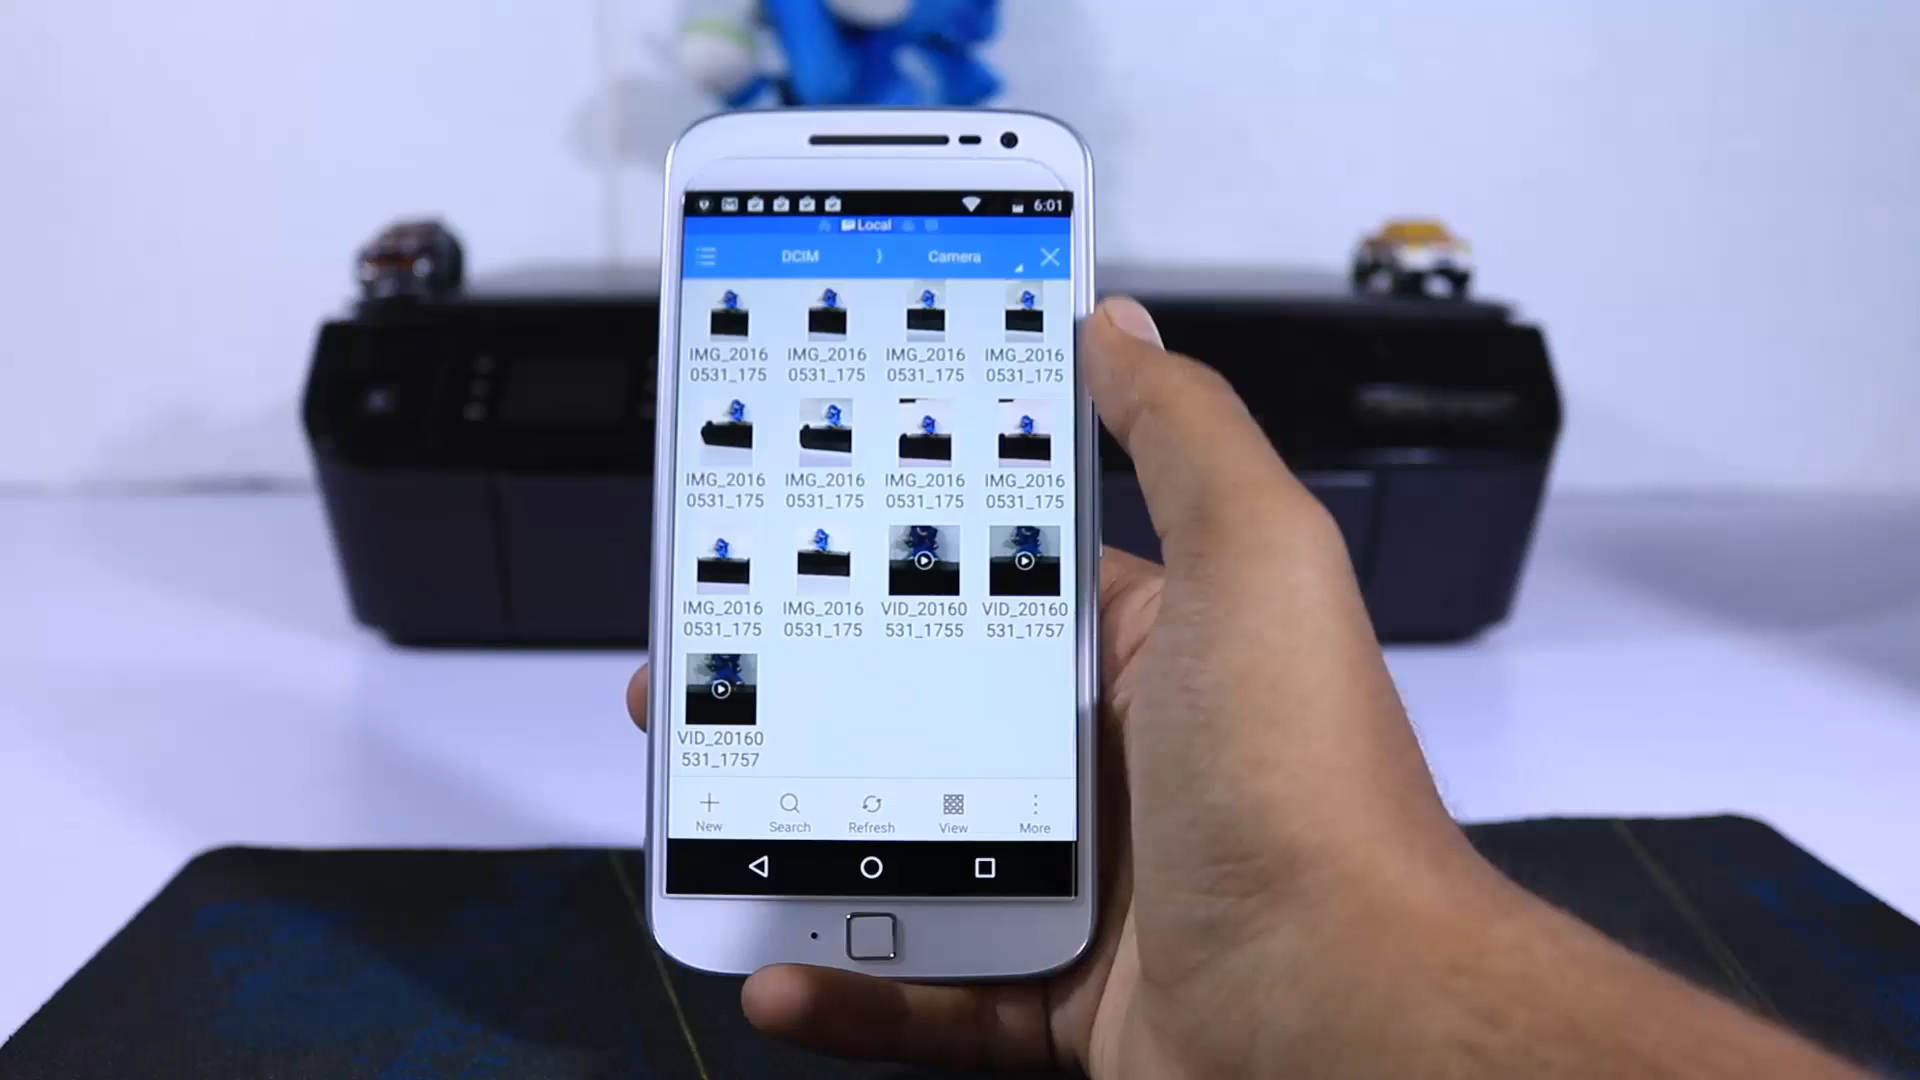 6:01
Local
DCIM ⟩ Camera
IMG_2016 IMG_2016 IMG_2016 IMG_2016
0531_175 0531_175 0531_175 0531_175
IMG_2016 IMG_2016 IMG_2016 IMG_2016
0531_175 0531_175 0531_175 0531_175
IMG_2016 IMG_2016 VID_20160 VID_20160
0531_175 0531_175 531_1755 531_1757
VID_20160
531_1757
New Search Refresh View More